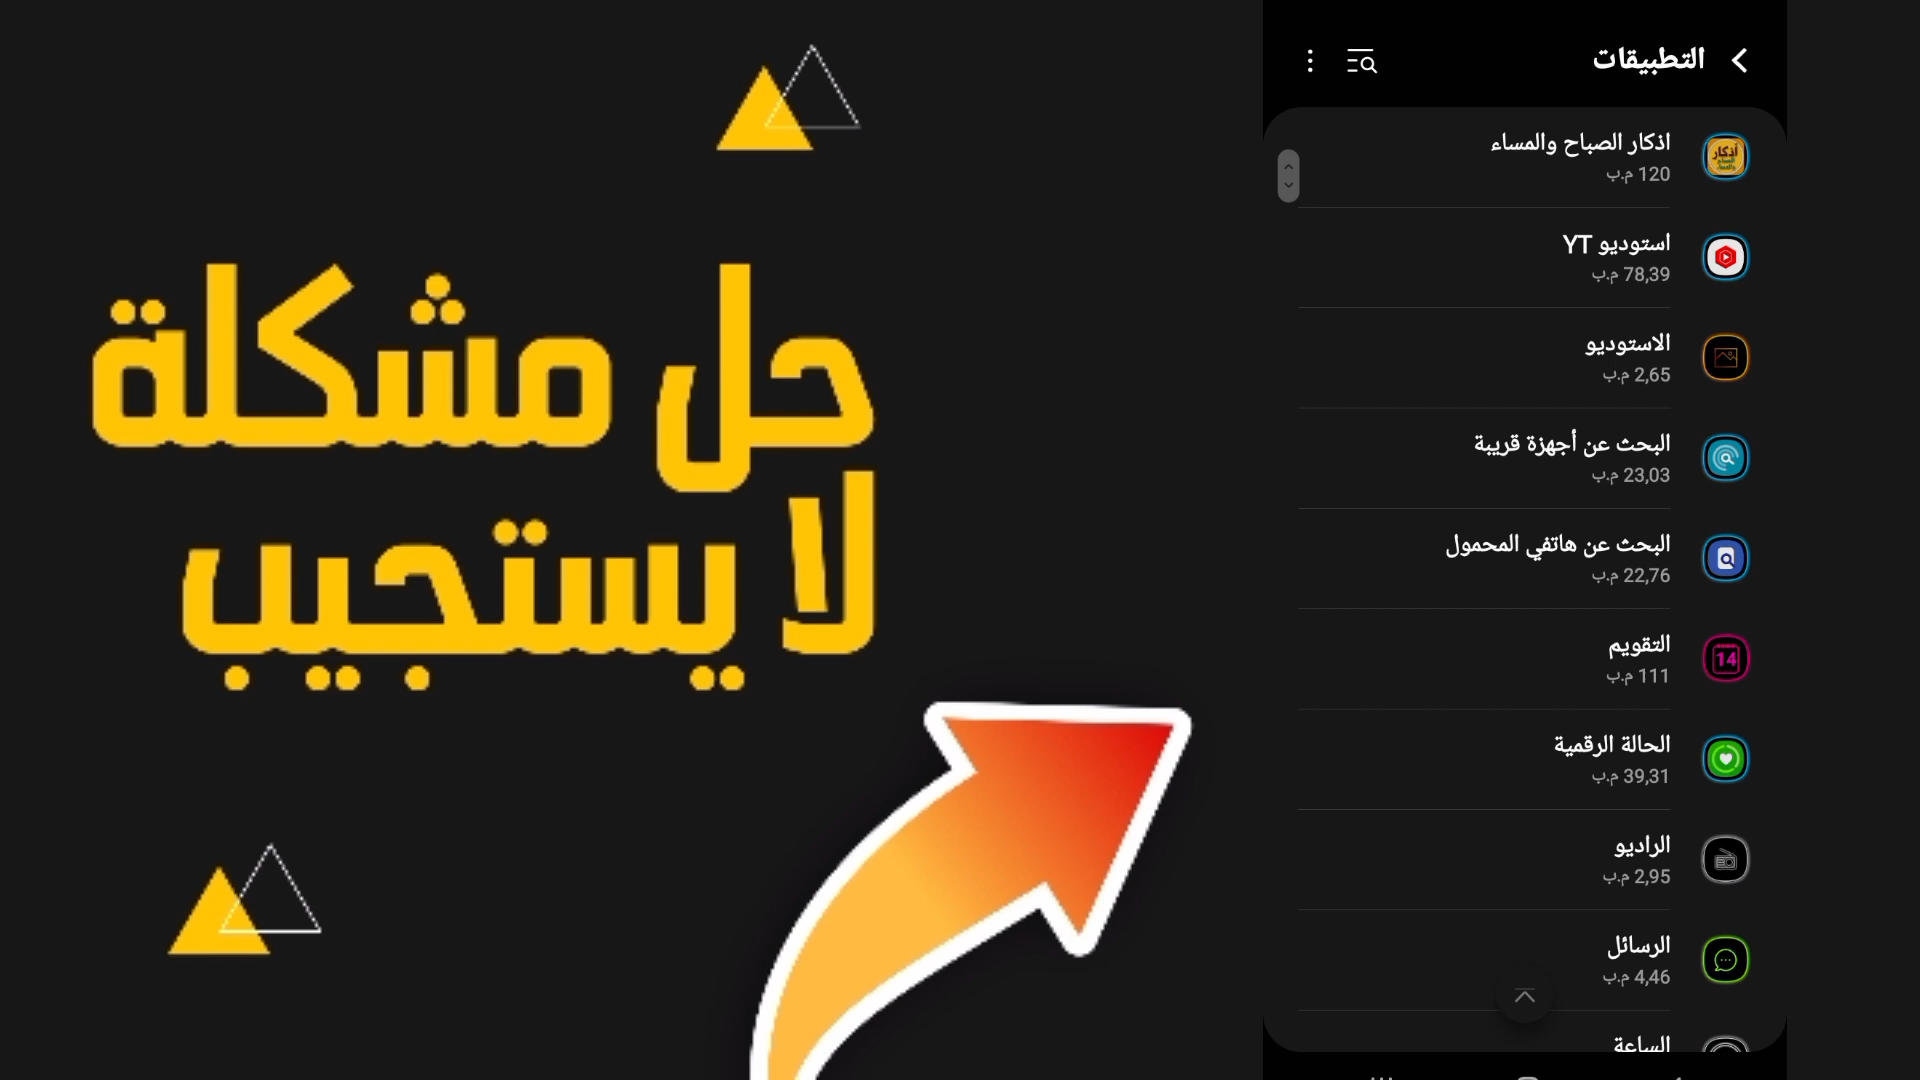 حل مشكلة
لا يستجيب
التطبيقات
اذكار الصباح والمساء
120 م.ب
استوديو YT
78,39 م.ب
الاستوديو
2,65 م.ب
البحث عن أجهزة قريبة
23,03 م.ب
البحث عن هاتفي المحمول
22,76 م.ب
التقويم
111 م.ب
14
الحالة الرقمية
39,31 م.ب
الراديو
2,95 م.ب
الرسائل
4,46 م.ب
الساعة